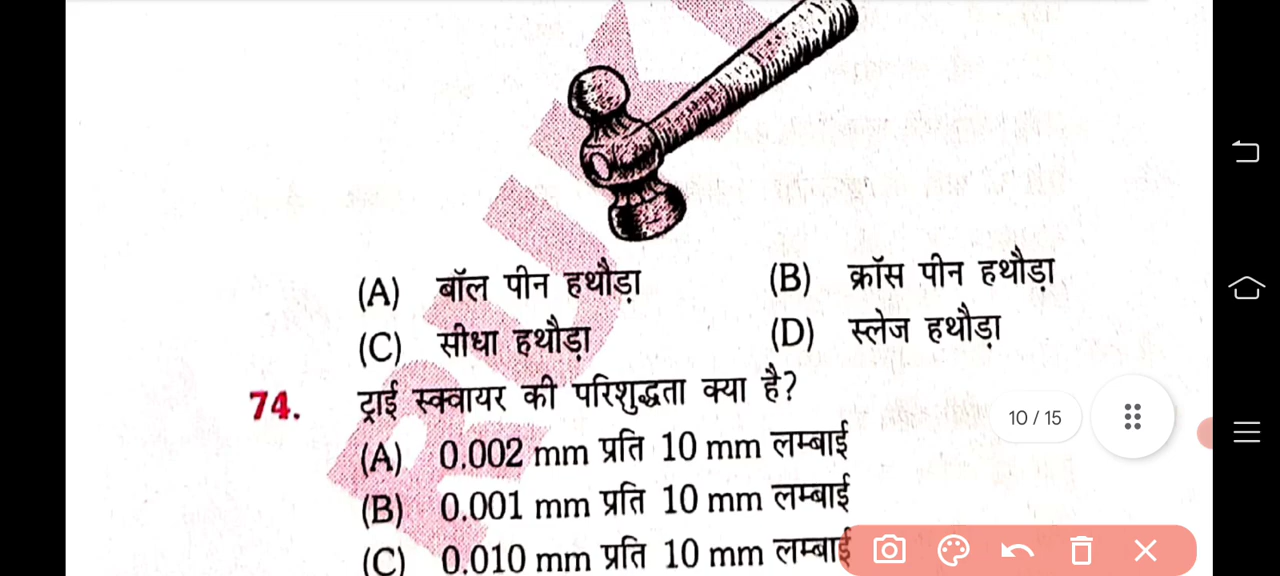 (A) बॉल पीन हथौड़ा (B) क्रॉस पीन हथौड़ा
(C) सीधा हथौड़ा (D) स्लेज हथौड़ा
74. ट्राई स्क्वायर की परिशुद्धता क्या है?
10 / 15
(A) 0.002 mm प्रति 10 mm लम्बाई
(B) 0.001 mm प्रति 10 mm लम्बाई
(C) 0.010 mm प्रति 10 mm लम्बाई